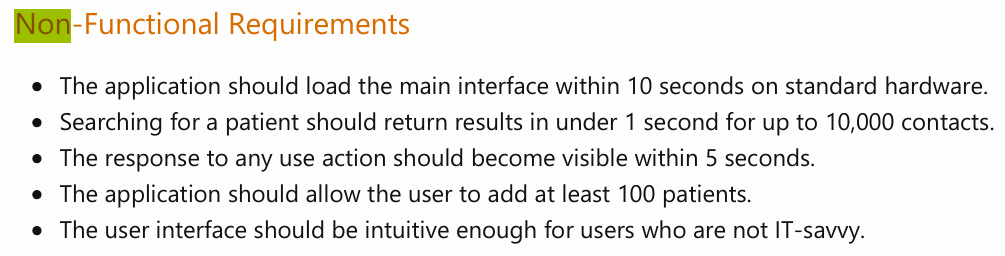 Non-Functional Requirements
• The application should load the main interface within 10 seconds on standard hardware.
• Searching for a patient should return results in under 1 second for up to 10,000 contacts.
• The response to any use action should become visible within 5 seconds.
• The application should allow the user to add at least 100 patients.
• The user interface should be intuitive enough for users who are not IT-savvy.